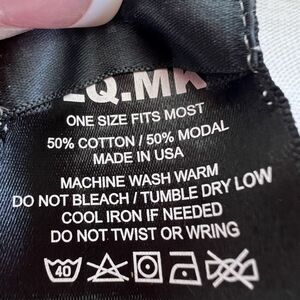 LQ.MK
ONE SIZE FITS MOST
50% COTTON / 50% MODAL
MADE IN USA
MACHINE WASH WARM
DO NOT BLEACH / TUMBLE DRY LOW
COOL IRON IF NEEDED
DO NOT TWIST OR WRING
40